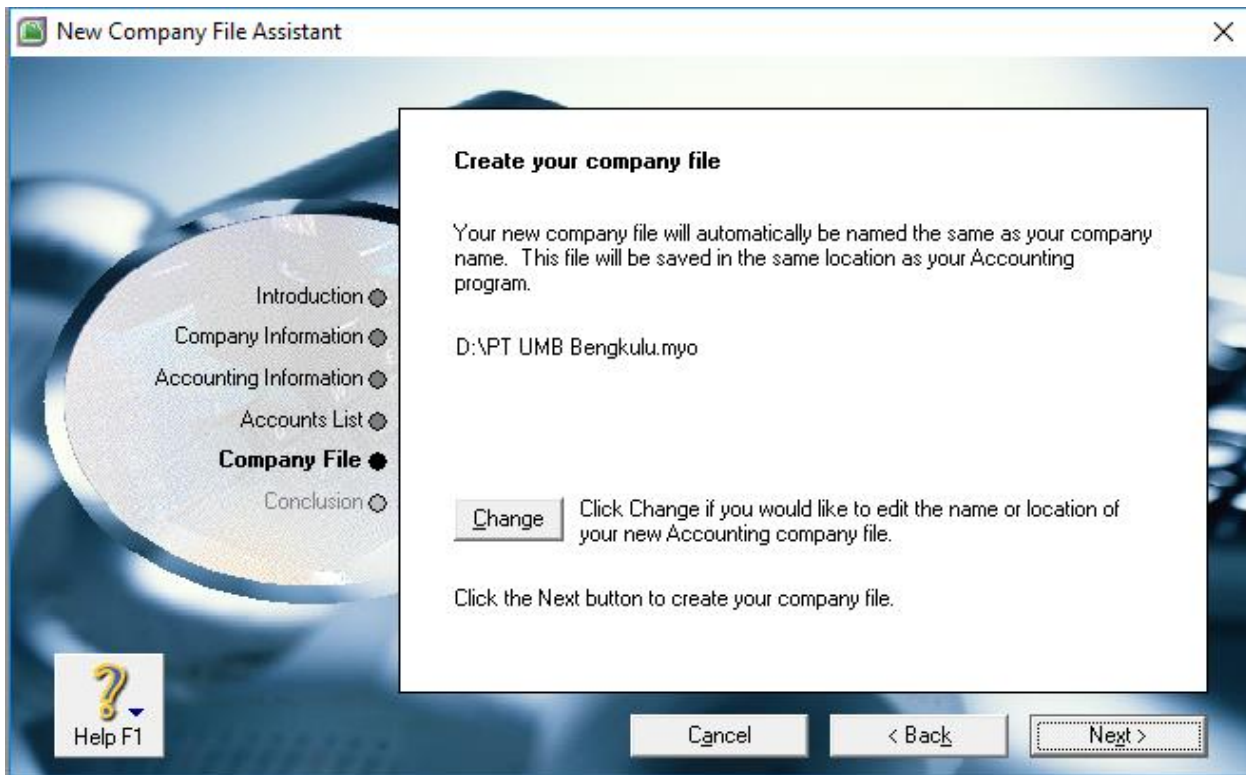 New Company File Assistant
Create your company file
Your new company file will automatically be named the same as your company
name. This file will be saved in the same location as your Accounting
program.
D:\PT UMB Bengkulu.myo
Introduction
Company Information
Accounting Information
Accounts List
Company File
Conclusion
Change
Click Change if you would like to edit the name or location of
your new Accounting company file.
Click the Next button to create your company file.
?
Help F1
Cancel
< Back
Next >